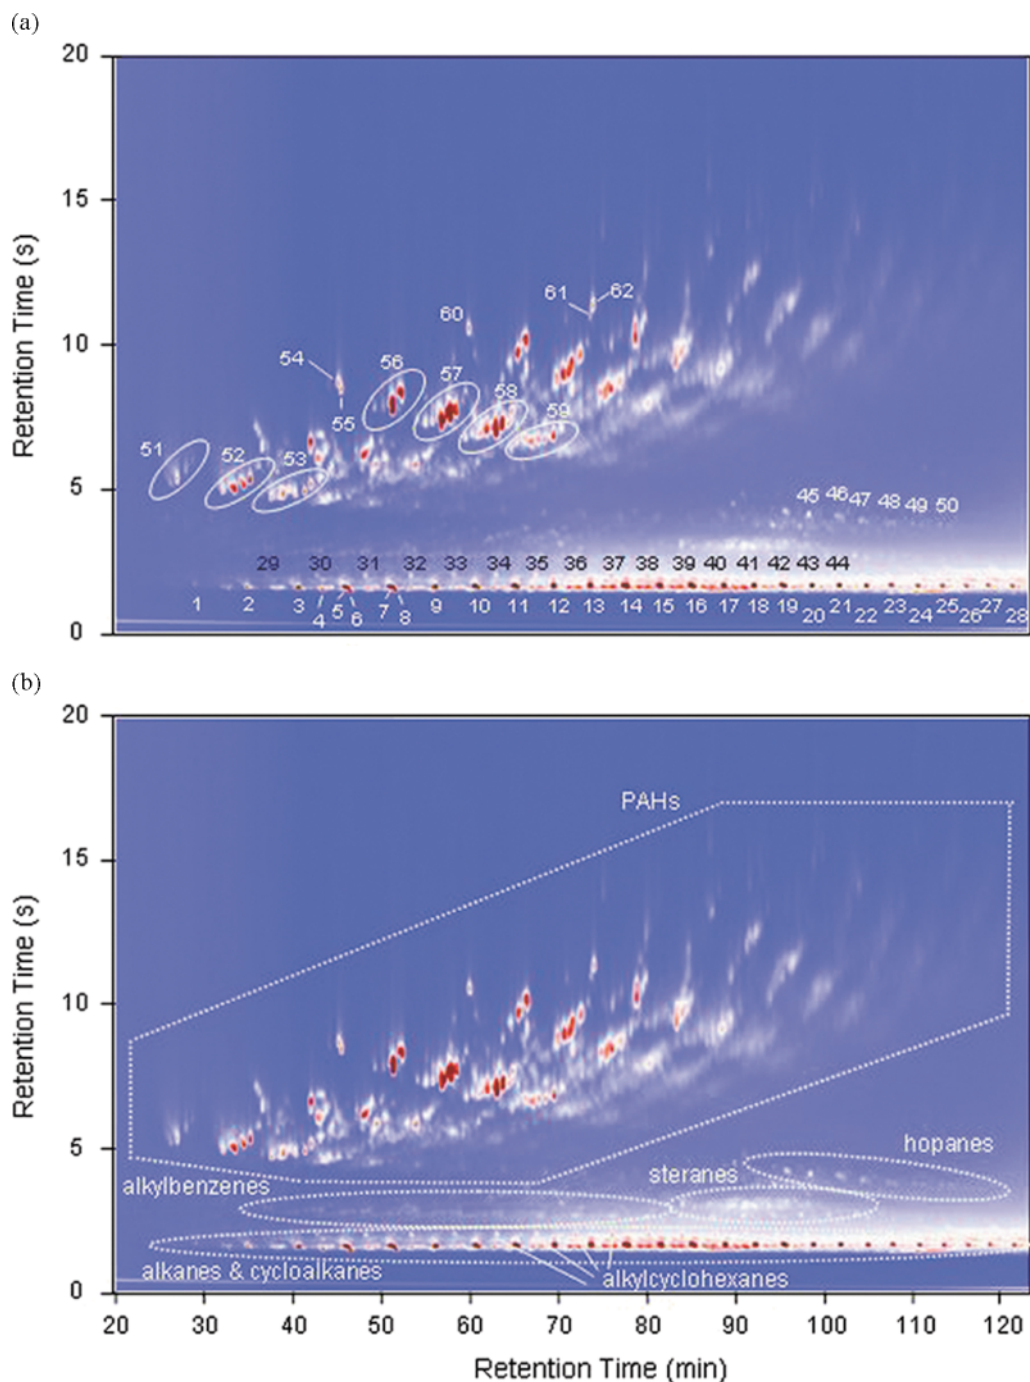 (a)
20
15
10
5
0
Retention Time (s)
61 62
60
54
56
57
58
59
55
51
52
53
45 46 47 48 49 50
29 30 31 32 33 34 35 36 37 38 39 40 41 42 43 44
1 2 3 4 5 6 7 8 9 10 11 12 13 14 15 16 17 18 19 20 21 22 23 24 25 26 27 28
(b)
20
15
10
5
0
Retention Time (s)
PAHs
hopanes
steranes
alkylbenzenes
alkanes & cycloalkanes
alkylcyclohexanes
20 30 40 50 60 70 80 90 100 110 120
Retention Time (min)